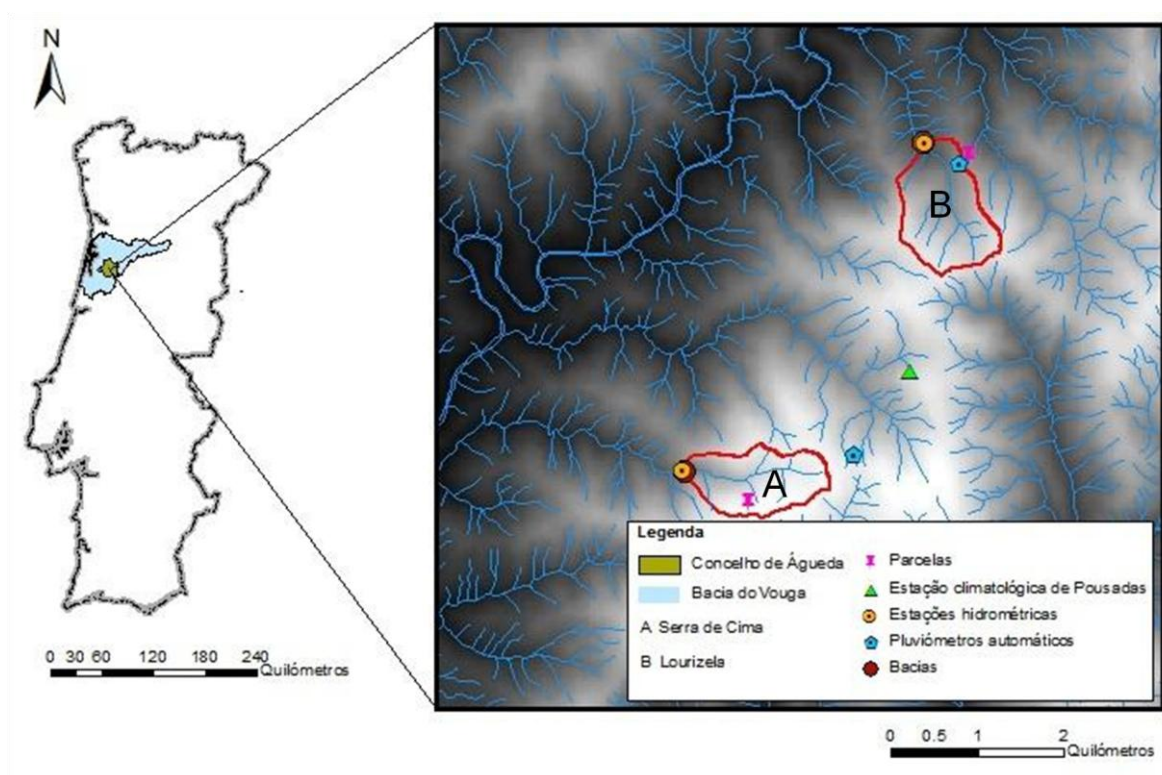 N
B
A
Legenda
Concelho de Águeda
Bacia do Vouga
A Serra de Cima
B Lourizela
Parcelas
Estação climatológica de Pousadas
Estações hidrométricas
Pluviómetros automáticos
Bacias
0 30 60 120 180 240
Quilómetros
0 0.5 1 2
Quilómetros